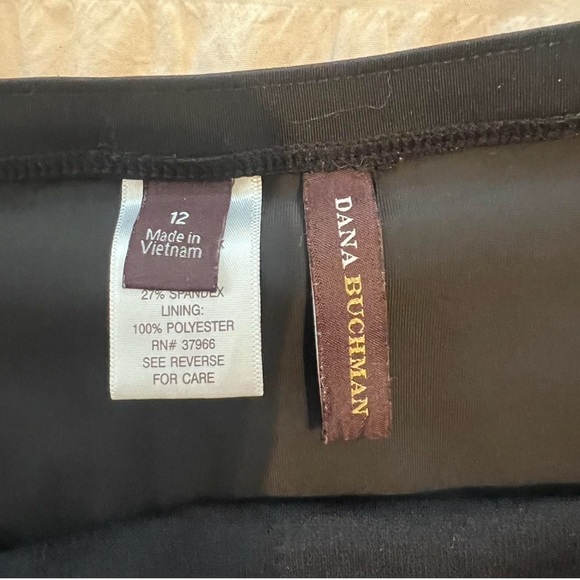 12
Made in
Vietnam
27% SPANDEX
LINING:
100% POLYESTER
RN# 37966
SEE REVERSE
FOR CARE
DANA BUCHMAN